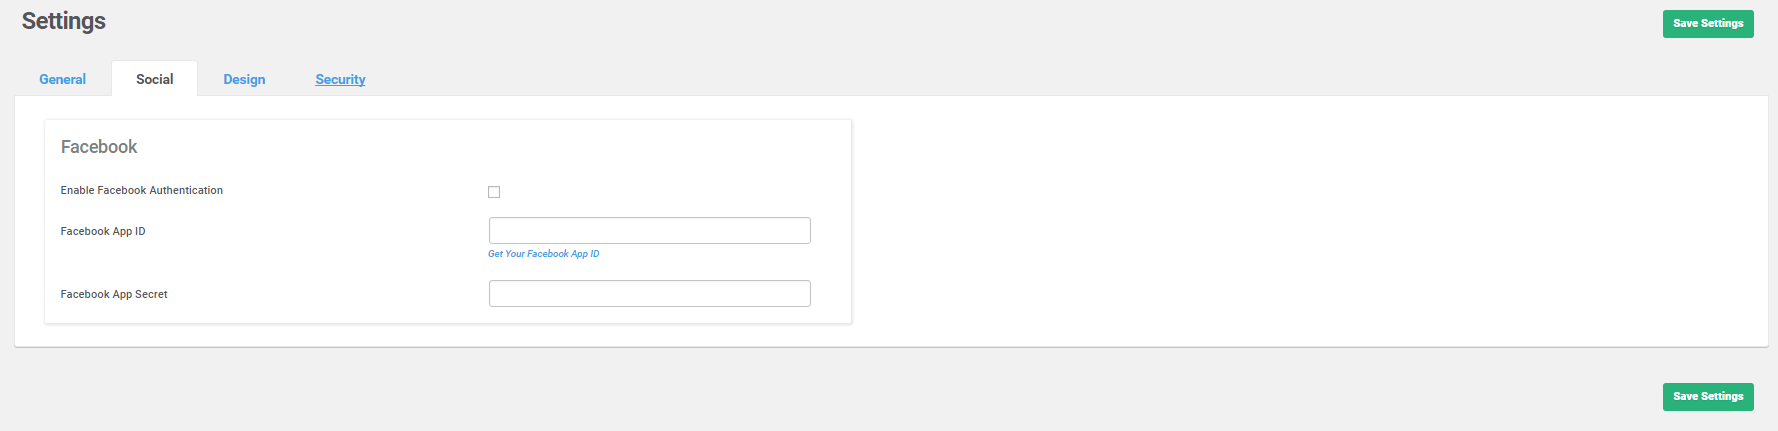 Settings
Save Settings
General Social Design Security
Facebook
Enable Facebook Authentication
Facebook App ID
Get Your Facebook App ID
Facebook App Secret
Save Settings